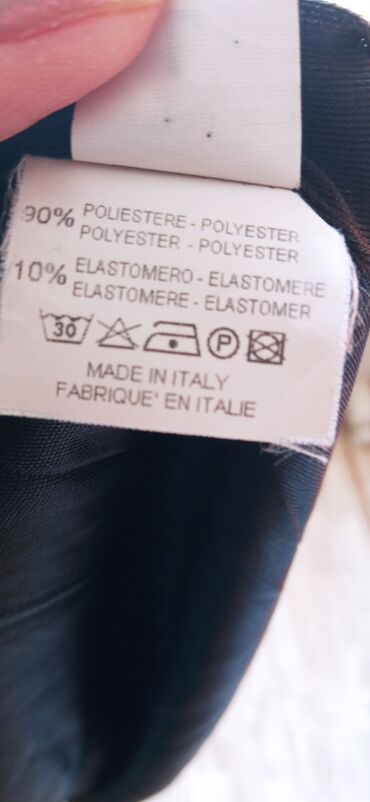 90% POLIESTERE - POLYESTER
POLYESTER - POLYESTER
10% ELASTOMERO - ELASTOMERE
ELASTOMERE - ELASTOMER
30 P
MADE IN ITALY
FABRIQUE' EN ITALIE